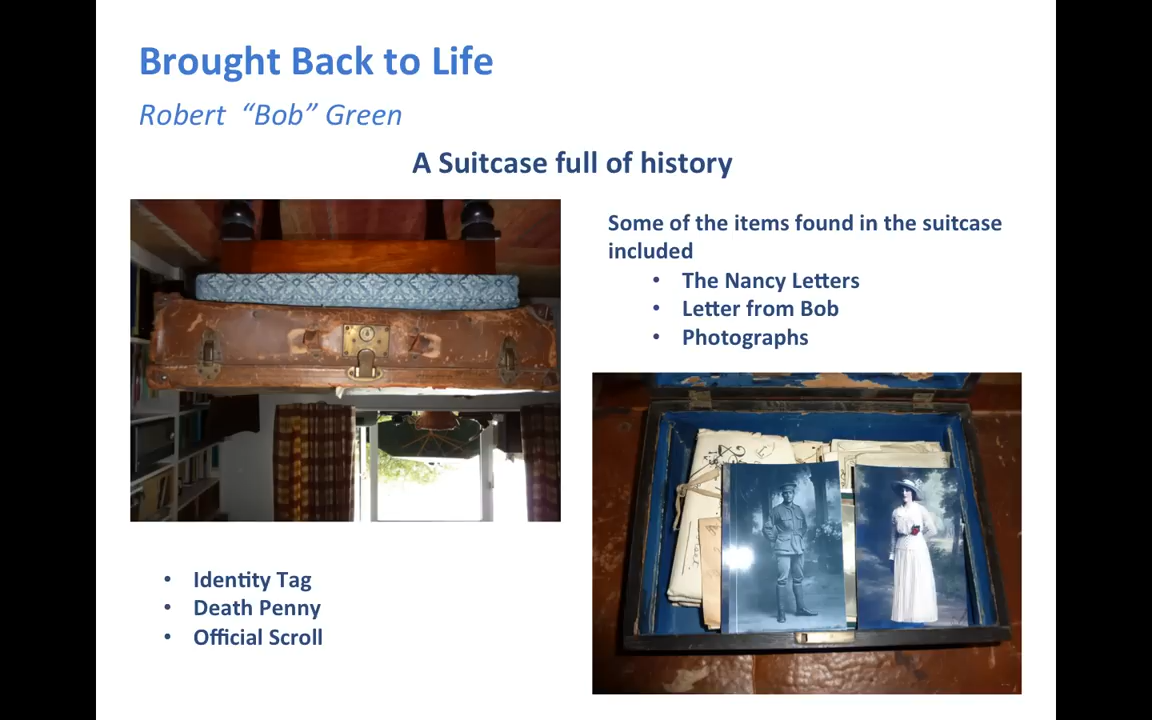 Brought Back to Life
Robert “Bob” Green
A Suitcase full of history
Some of the items found in the suitcase
included
• The Nancy Letters
• Letter from Bob
• Photographs
• Identity Tag
• Death Penny
• Official Scroll